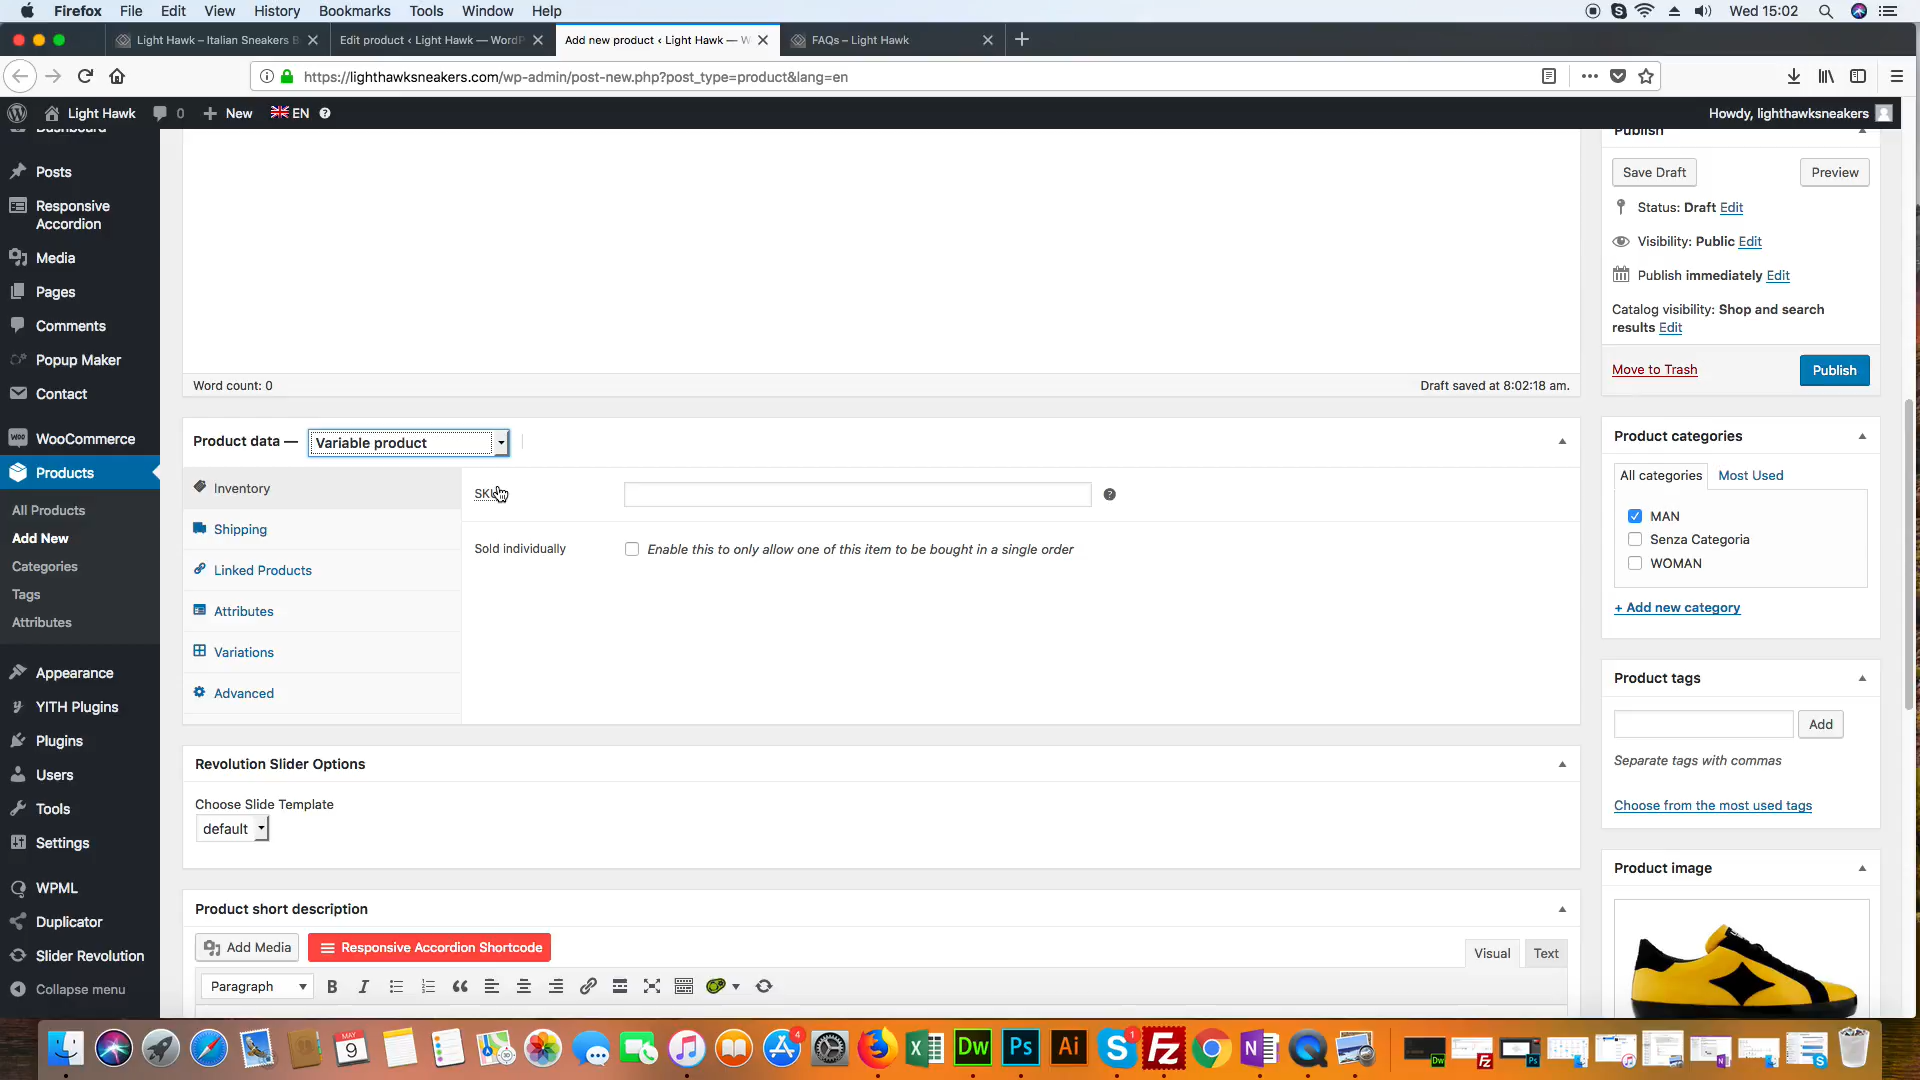 Firefox File Edit View History Bookmarks Tools Window Help Wed 15:02
Light Hawk – Italian Sneakers B
Edit product ‹ Light Hawk — WordP
Add new product ‹ Light Hawk — W
FAQs – Light Hawk
https://lighthawksneakers.com/wp-admin/post-new.php?post_type=product&lang=en
Light Hawk 0 New EN Howdy, lighthawksneakers
Dashboard
Posts
Responsive
Accordion
Media
Pages
Comments
Popup Maker
Contact
WooCommerce
Products
All Products
Add New
Categories
Tags
Attributes
Appearance
YITH Plugins
Plugins
Users
Tools
Settings
WPML
Duplicator
Slider Revolution
Collapse menu
Word count: 0
Draft saved at 8:02:18 am.
Product data —
Variable product
Inventory
Shipping
Linked Products
Attributes
Variations
Advanced
SKU
Sold individually
Enable this to only allow one of this item to be bought in a single order
Revolution Slider Options
Choose Slide Template
default
Product short description
Add Media
Responsive Accordion Shortcode
Visual
Text
Paragraph
Publish
Save Draft
Preview
Status: Draft Edit
Visibility: Public Edit
Publish immediately Edit
Catalog visibility: Shop and search
results Edit
Move to Trash
Publish
Product categories
All categories
Most Used
MAN
Senza Categoria
WOMAN
+ Add new category
Product tags
Add
Separate tags with commas
Choose from the most used tags
Product image
MAY
9
4
Dw
Ps
Ai
1
Fz